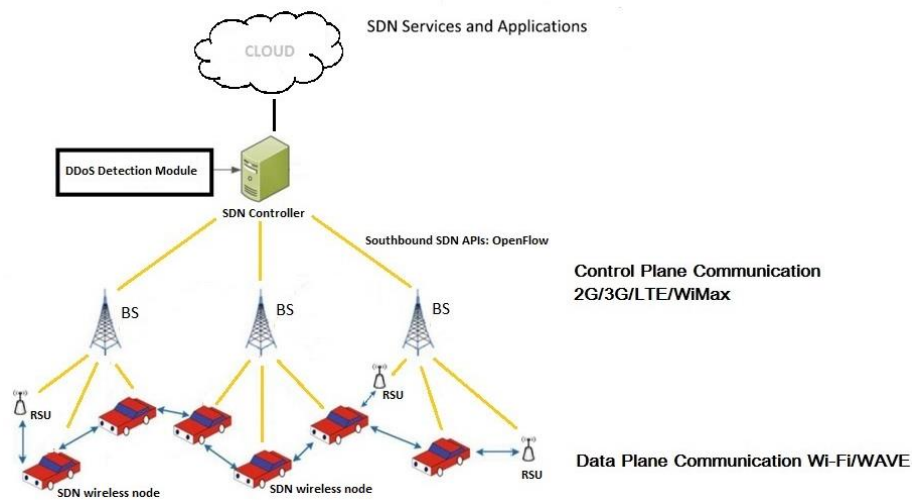 SDN Services and Applications
CLOUD
DDoS Detection Module
SDN Controller
Southbound SDN APIs: OpenFlow
Control Plane Communication
2G/3G/LTE/WiMax
BS
BS
BS
RSU
RSU
RSU
SDN wireless node
SDN wireless node
Data Plane Communication Wi-Fi/WAVE